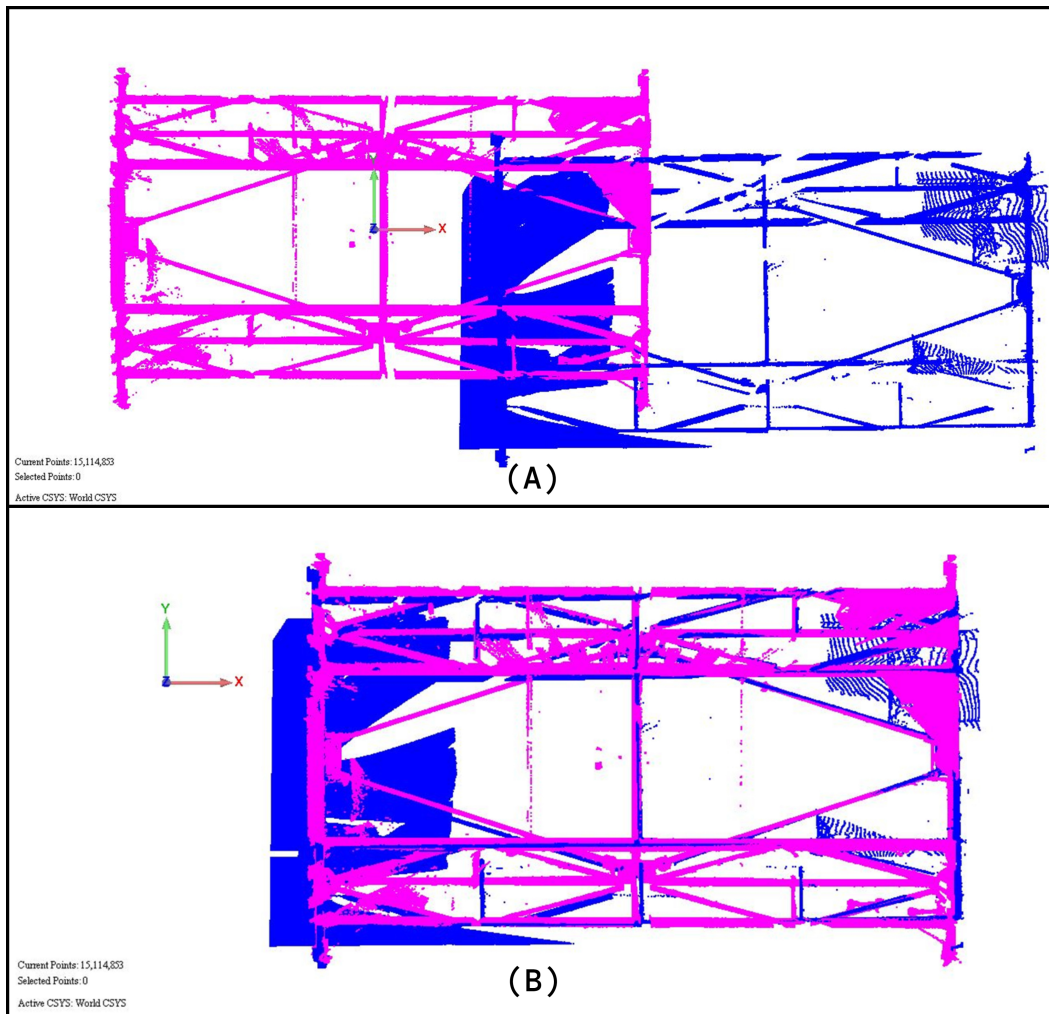 X
Z
Current Points: 15,114,853
Selected Points: 0
Active CSYS: World CSYS
(A)
Y
Z
X
Current Points: 15,114,853
Selected Points: 0
Active CSYS: World CSYS
(B)